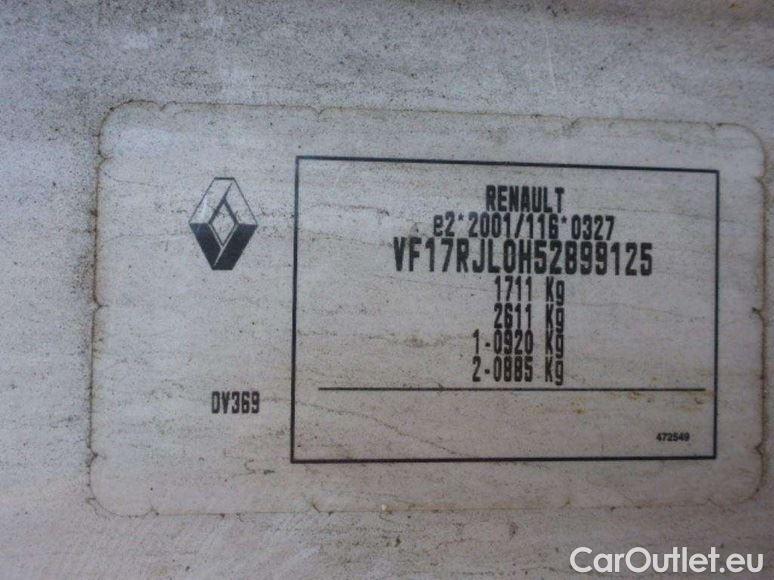 RENAULT
e2*2001/116*0327
VF17RJL0H52899125
1711 Kg
2611 Kg
1-0920 Kg
2-0885 Kg
DV369
472549
CarOutlet.eu